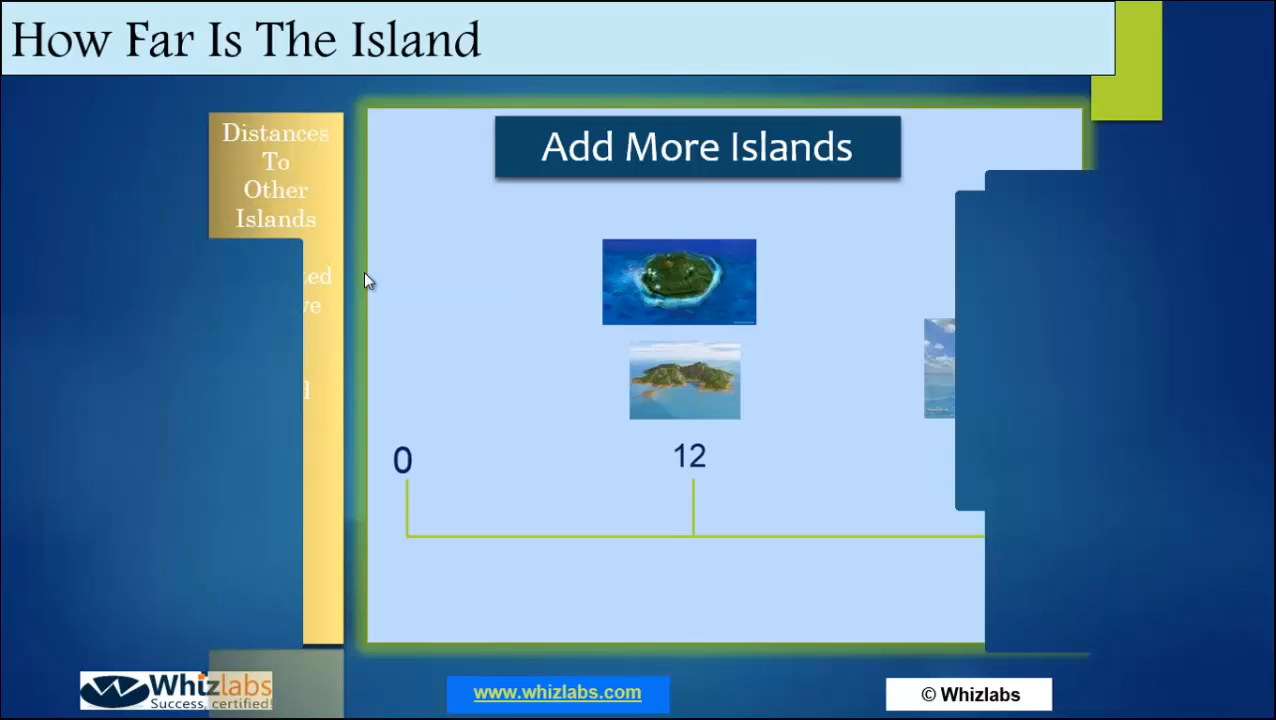 How Far Is The Island
Distances
To
Other
Islands
Add More Islands
0
12
Whizlabs
Success, certified!
www.whizlabs.com
© Whizlabs